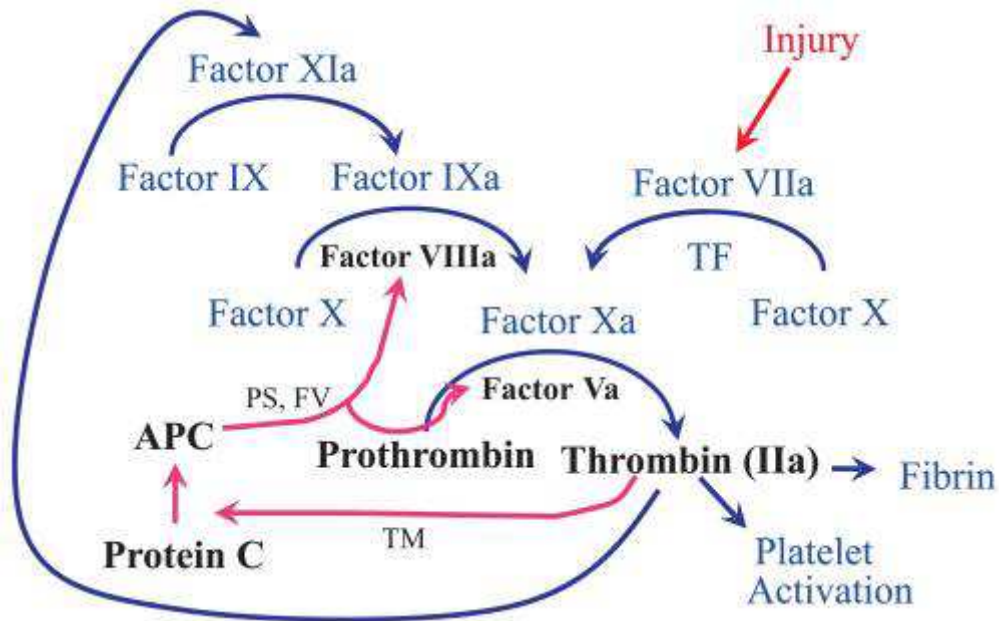 Injury
Factor XIa
Factor IX
Factor IXa
Factor VIIa
Factor VIIIa
TF
Factor X
Factor Xa
Factor X
PS, FV
Factor Va
APC
Prothrombin
Thrombin (IIa)
Fibrin
TM
Protein C
Platelet
Activation